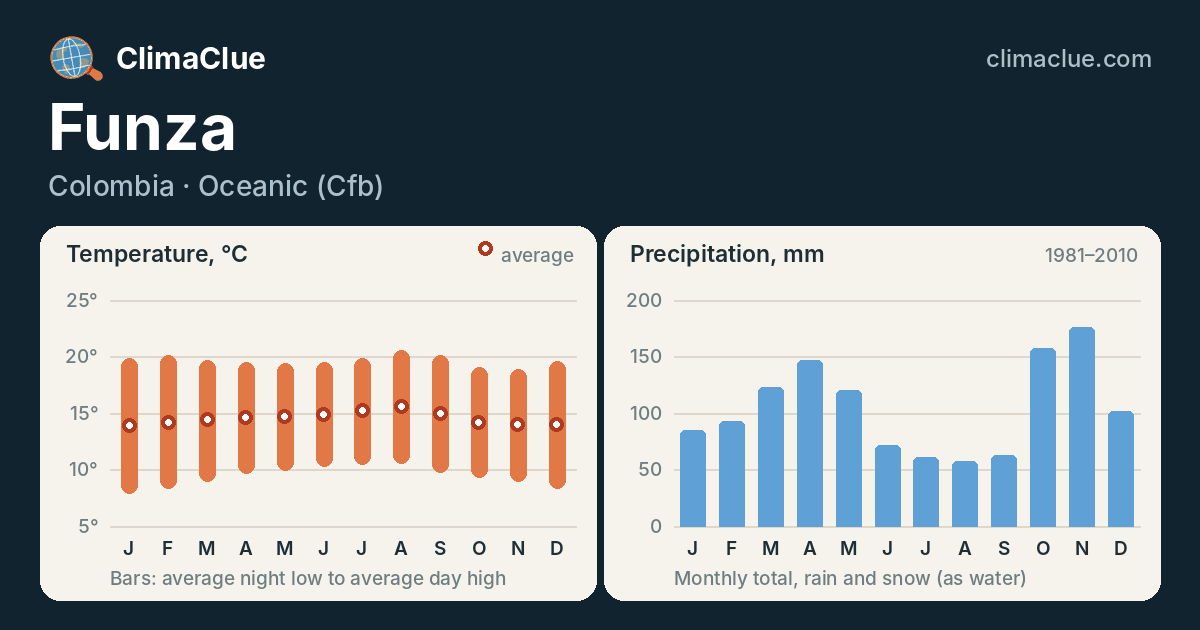 ClimaClue
climaclue.com
Funza
Colombia · Oceanic (Cfb)
Temperature, °C
average
25°
20°
15°
10°
5°
J F M A M J J A S O N D
Bars: average night low to average day high
Precipitation, mm
1981–2010
200
150
100
50
0
J F M A M J J A S O N D
Monthly total, rain and snow (as water)